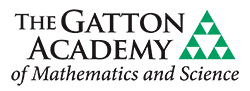 THE GATTON
ACADEMY
of Mathematics and Science